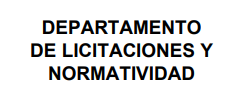 DEPARTAMENTO
DE LICITACIONES Y
NORMATIVIDAD